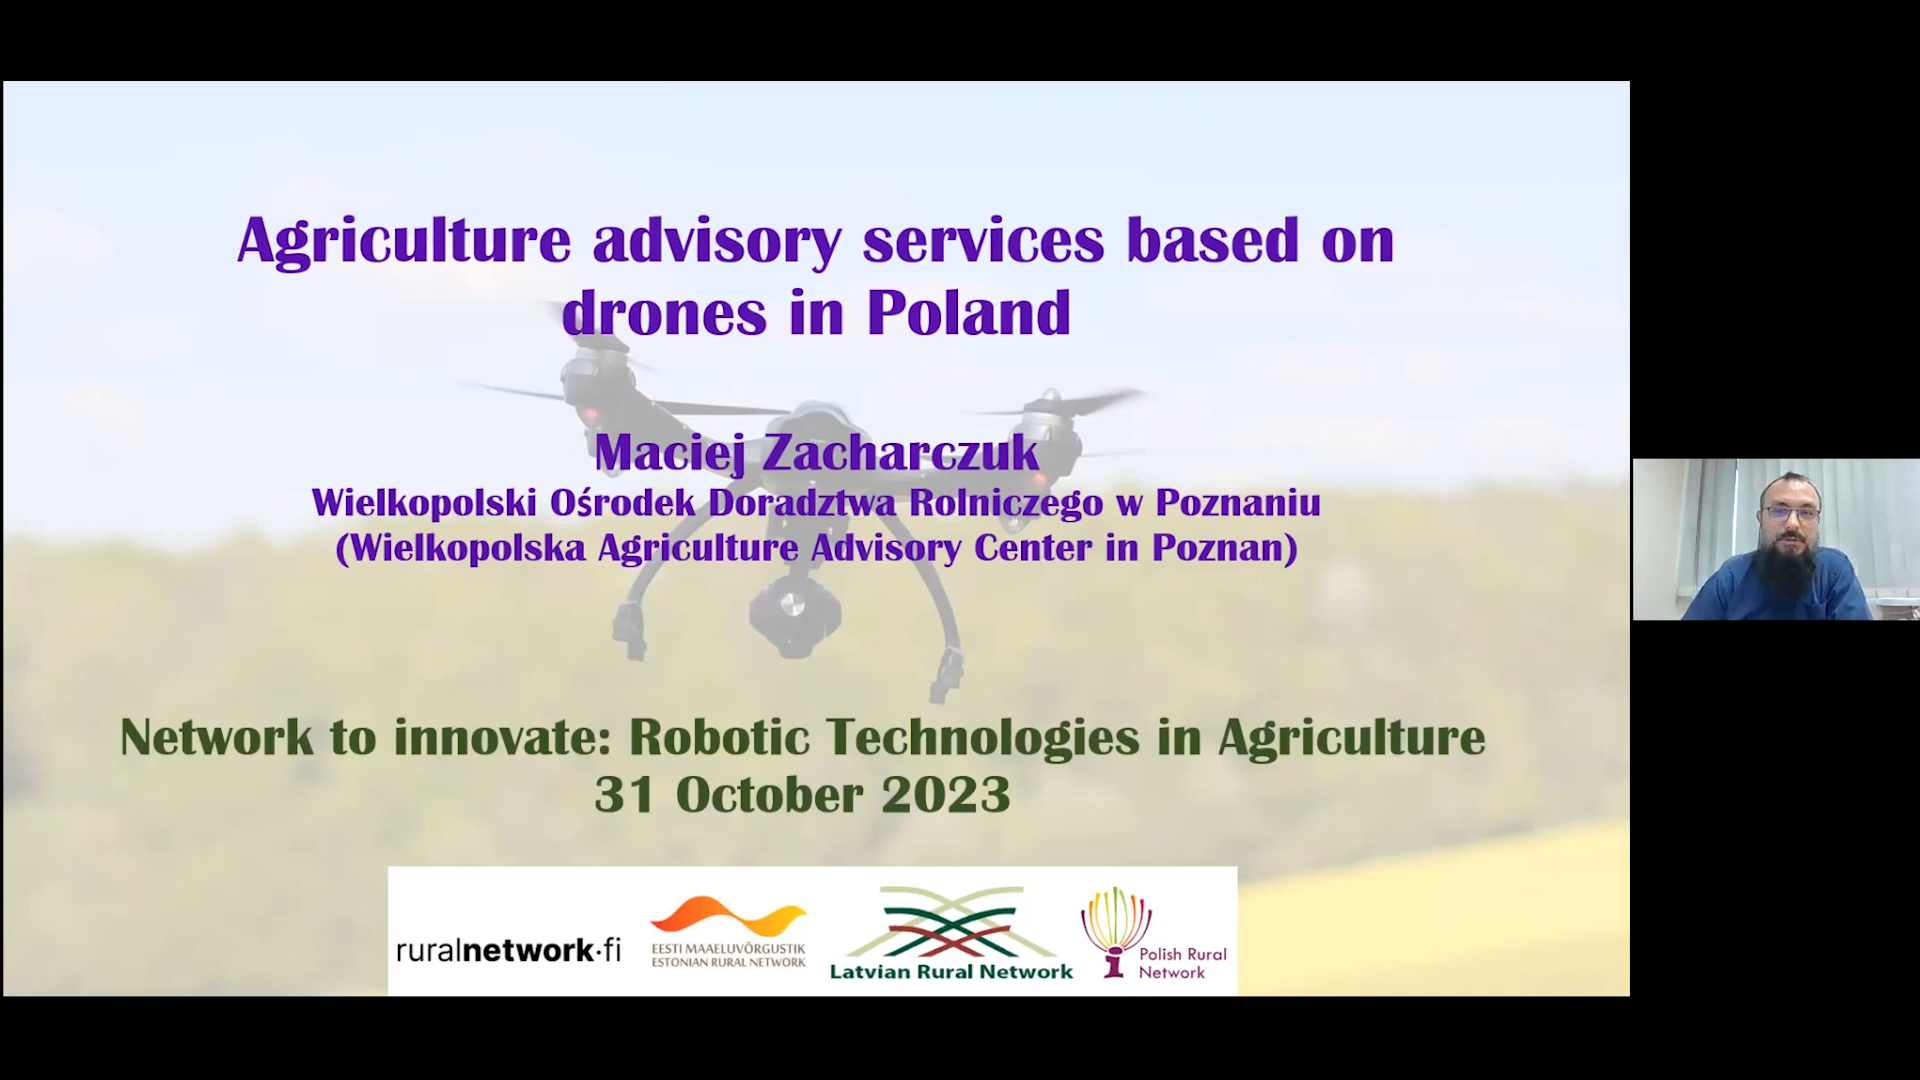 Agriculture advisory services based on
drones in Poland
Maciej Zacharczuk
Wielkopolski Ośrodek Doradztwa Rolniczego w Poznaniu
(Wielkopolska Agriculture Advisory Center in Poznan)
Network to innovate: Robotic Technologies in Agriculture
31 October 2023
ruralnetwork.fi
EESTI MAAELUVÕRGUSTIK
ESTONIAN RURAL NETWORK
Latvian Rural Network
Polish Rural
Network